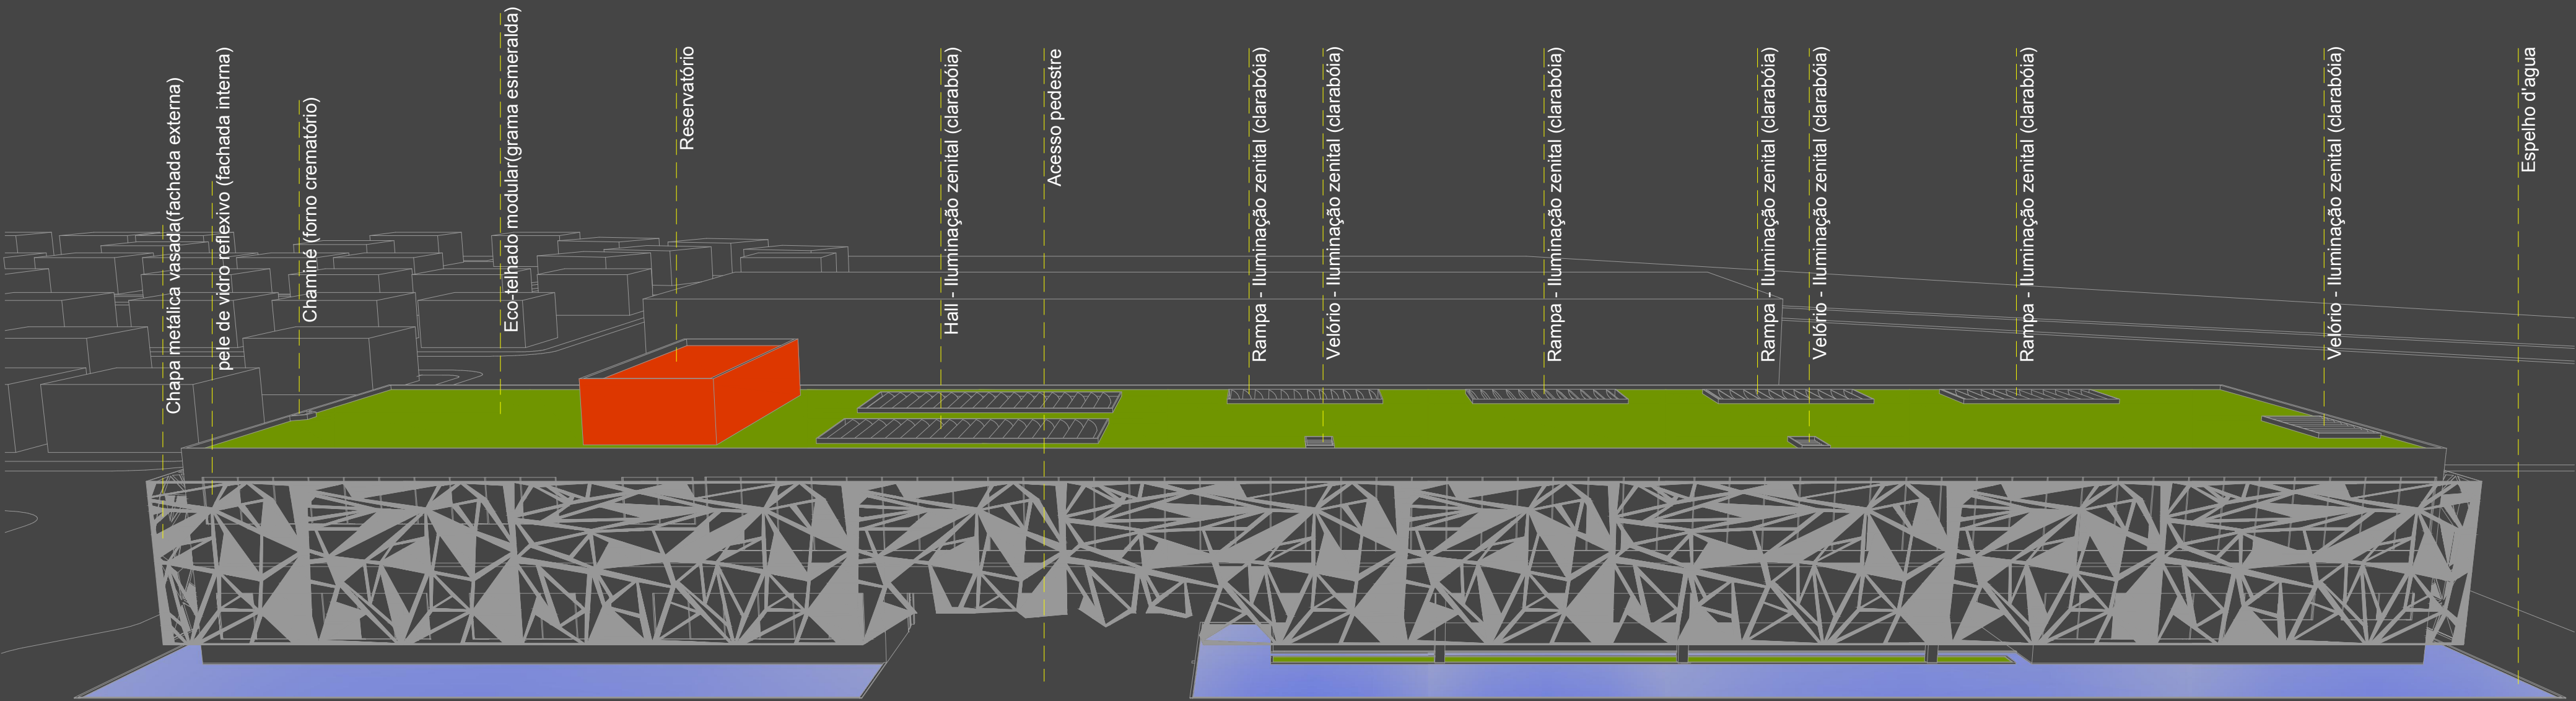 Chapa metálica vasada(fachada externa)
pele de vidro reflexivo (fachada interna)
Chaminé (forno crematório)
Eco-telhado modular(grama esmeralda)
Reservatório
Hall - Iluminação zenital (clarabóia)
Acesso pedestre
Rampa - Iluminação zenital (clarabóia)
Velório - Iluminação zenital (clarabóia)
Rampa - Iluminação zenital (clarabóia)
Rampa - Iluminação zenital (clarabóia)
Velório - Iluminação zenital (clarabóia)
Rampa - Iluminação zenital (clarabóia)
Velório - Iluminação zenital (clarabóia)
Espelho d'agua